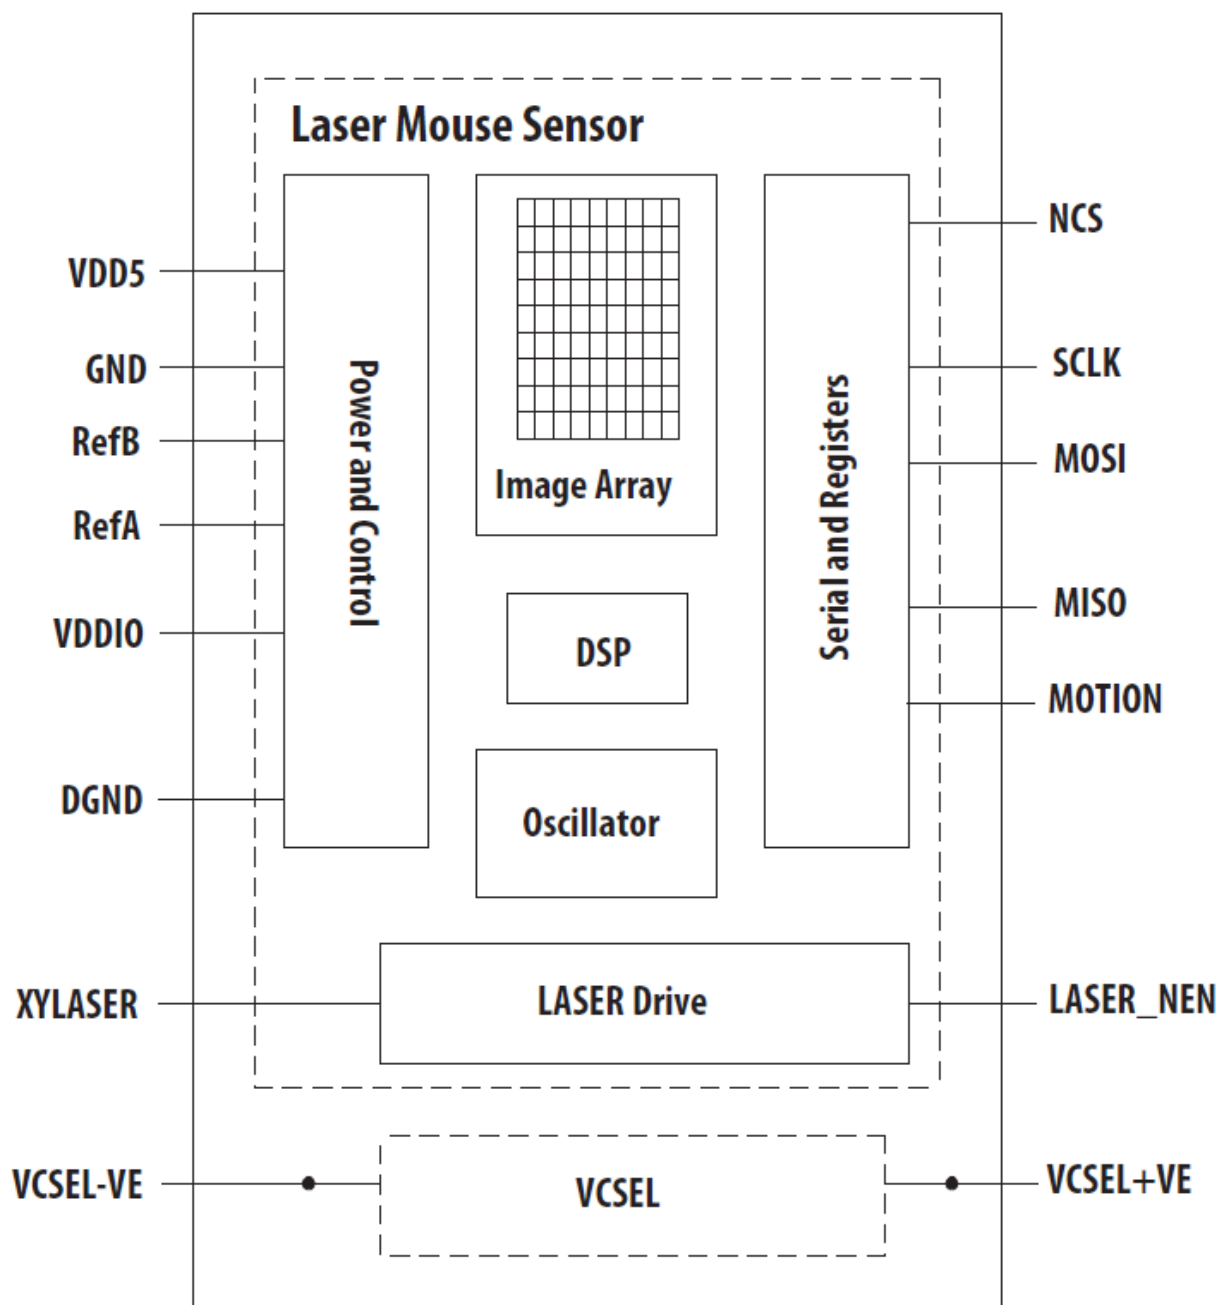 Laser Mouse Sensor
VDD5
GND
RefB
RefA
VDDIO
DGND
XYLASER
VCSEL-VE
Power and Control
Image Array
DSP
Oscillator
LASER Drive
VCSEL
Serial and Registers
NCS
SCLK
MOSI
MISO
MOTION
LASER_NEN
VCSEL+VE